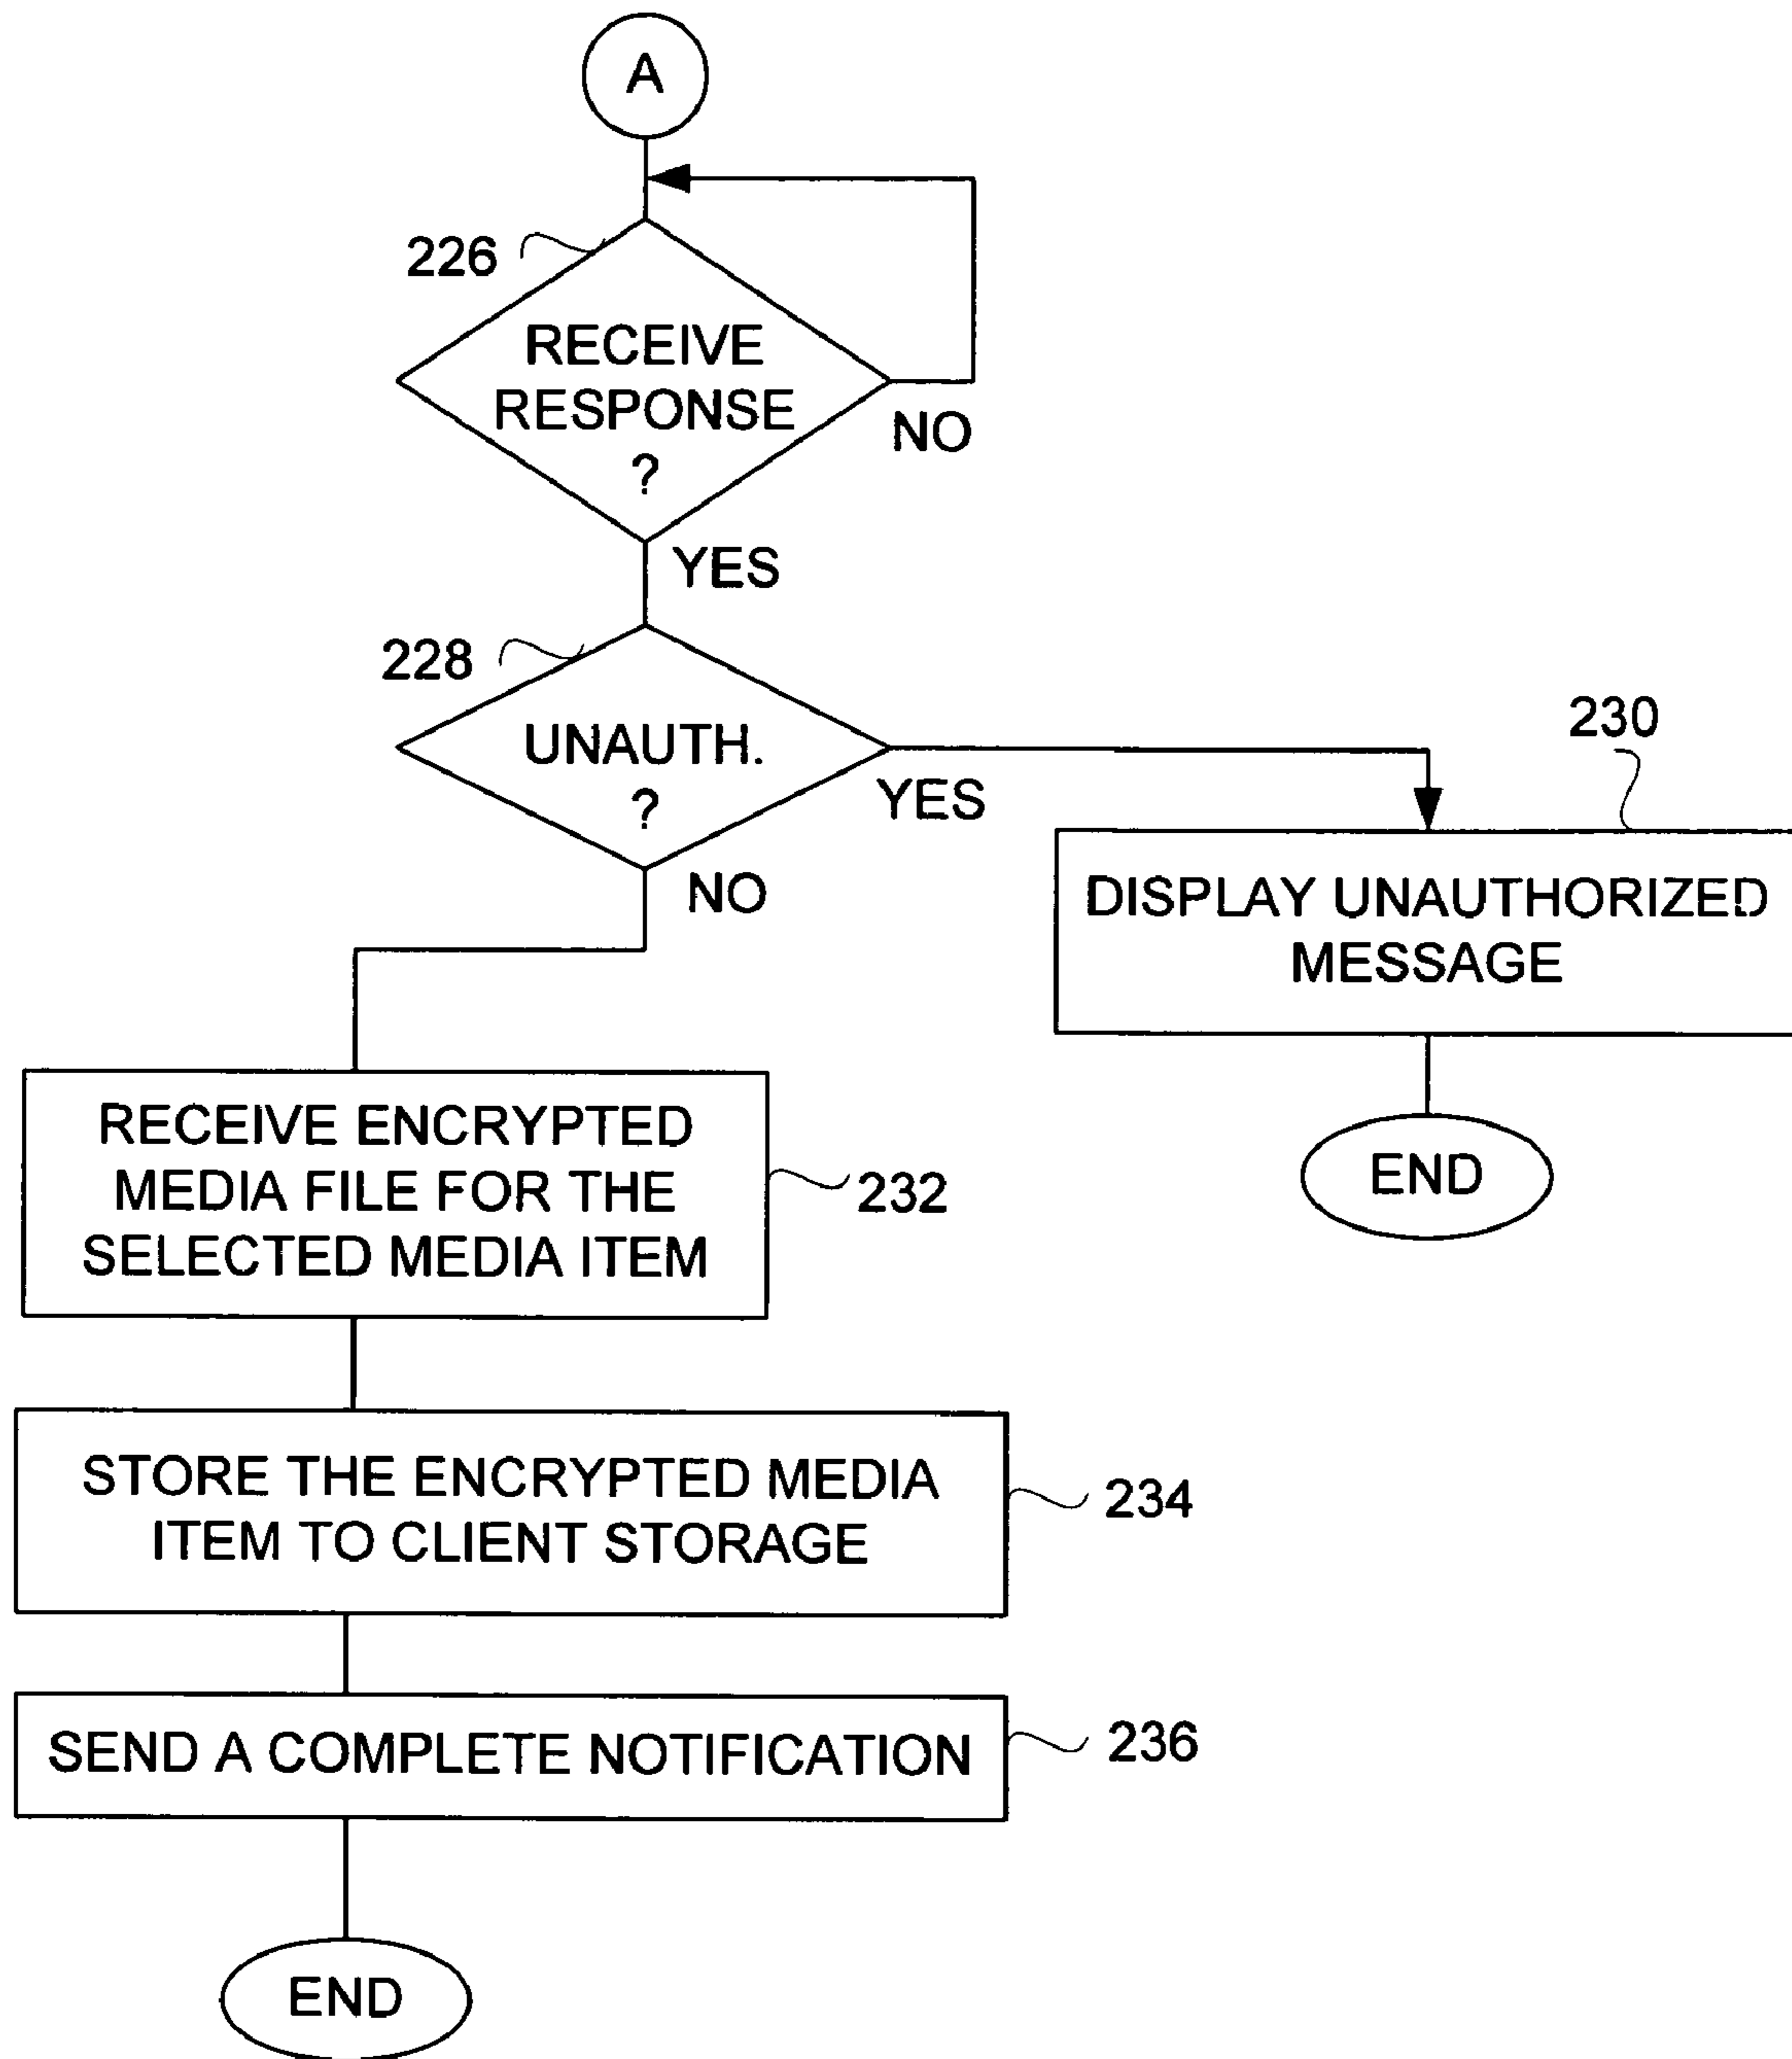 A
226
RECEIVE
RESPONSE
?
NO
YES
228
UNAUTH.
?
YES
NO
230
DISPLAY UNAUTHORIZED
MESSAGE
END
RECEIVE ENCRYPTED
MEDIA FILE FOR THE
SELECTED MEDIA ITEM
232
STORE THE ENCRYPTED MEDIA
ITEM TO CLIENT STORAGE
234
SEND A COMPLETE NOTIFICATION
236
END